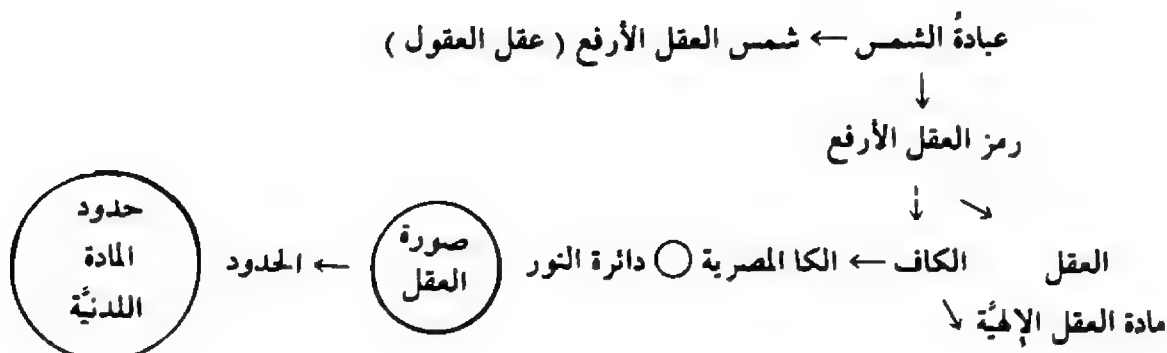 عبادةُ الشمس ← شمس العقل الأرفع ( عقل العقول )
↓
رمز العقل الأرفع
↘ ↓
العقل الكاف ← الكا المصرية ◯ دائرة النور صورة العقل ← الحدود حدود المادة اللدنيَّة
مادة العقل الإلهيَّة ↘